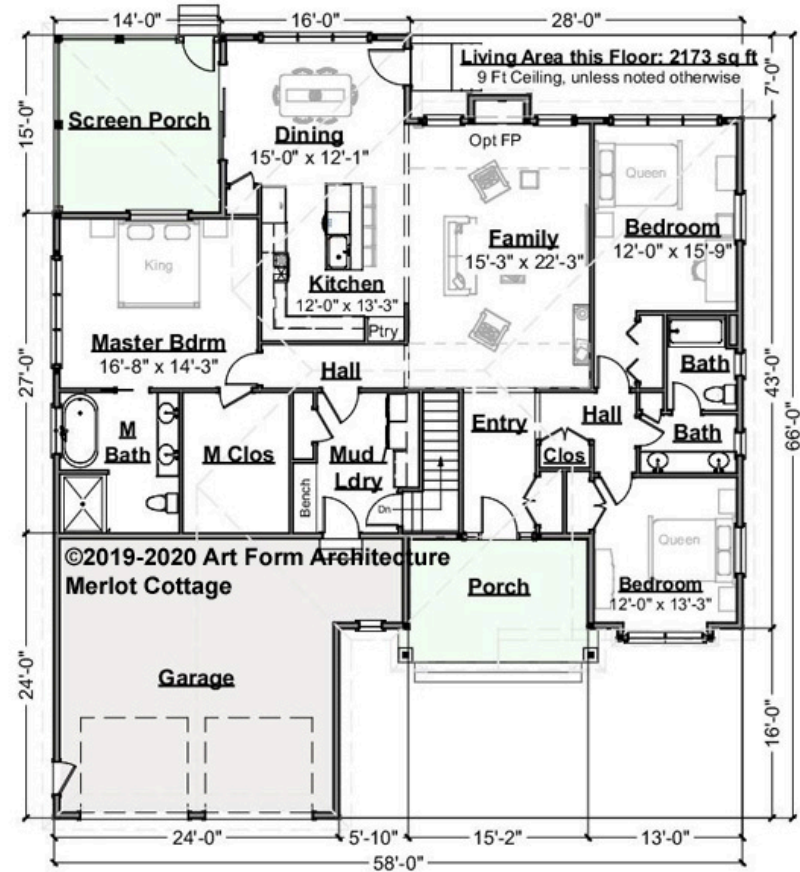 14'-0"
16'-0"
28'-0"
Living Area this Floor: 2173 sq ft
9 Ft Ceiling, unless noted otherwise
7'-0"
15'-0"
Screen Porch
Dining
15'-0" x 12'-1"
Opt FP
Queen
Bedroom
12'-0" x 15'-9"
Family
15'-3" x 22'-3"
King
Kitchen
12'-0" x 13'-3"
Ptry
Master Bdrm
16'-8" x 14'-3"
27'-0"
Hall
Bath
43'-0"
66'-0"
M
Bath
M Clos
Mud /
Ldry
Bench
Dn
Entry
Hall
Clos
Bath
Queen
Bedroom
12'-0" x 13'-3"
©2019-2020 Art Form Architecture
Merlot Cottage
Porch
Garage
24'-0"
16'-0"
24'-0"
5'-10"
15'-2"
13'-0"
58'-0"